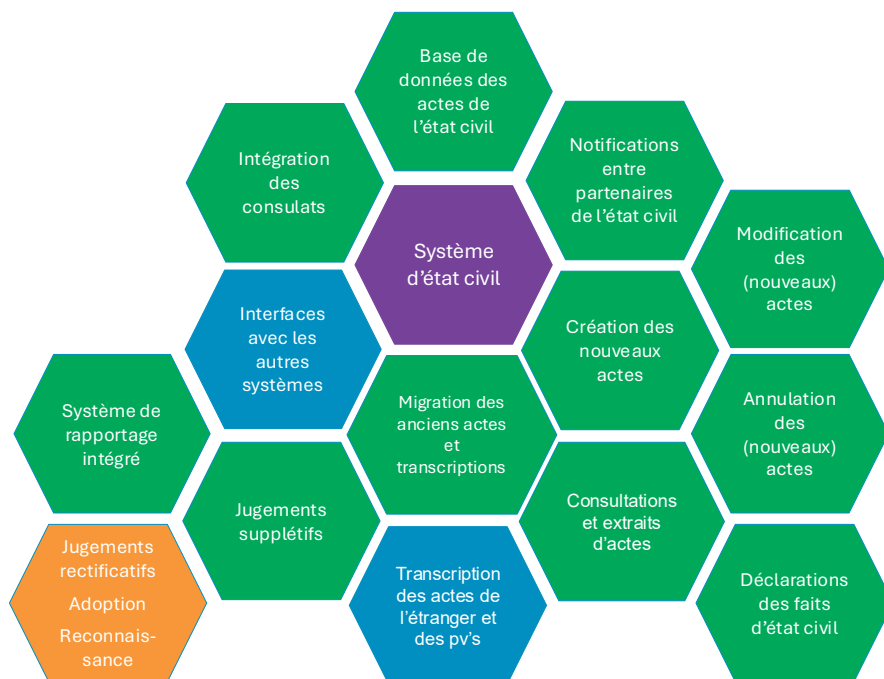 Base de
données des
actes de
l'état civil
Intégration
des
consulats
Notifications
entre
partenaires
de l'état civil
Système
d'état civil
Modification
des
(nouveaux)
actes
Interfaces
avec les
autres
systèmes
Création des
nouveaux
actes
Système de
rapportage
intégré
Migration des
anciens actes
et
transcriptions
Annulation
des
(nouveaux)
actes
Jugements
supplétifs
Consultations
et extraits
d'actes
Jugements
rectificatifs
Adoption
Reconnais-
sance
Transcription
des actes de
l'étranger et
des pv's
Déclarations
des faits
d'état civil